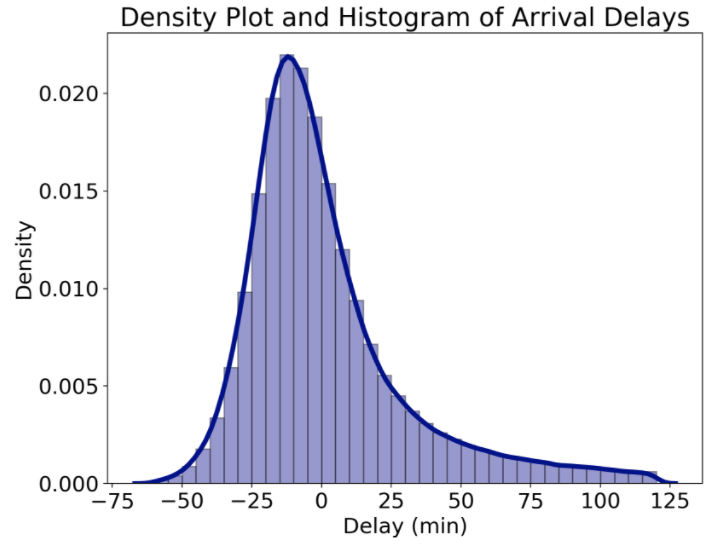 Density Plot and Histogram of Arrival Delays
0.020
0.015
0.010
0.005
0.000
Density
−75 −50 −25 0 25 50 75 100 125
Delay (min)